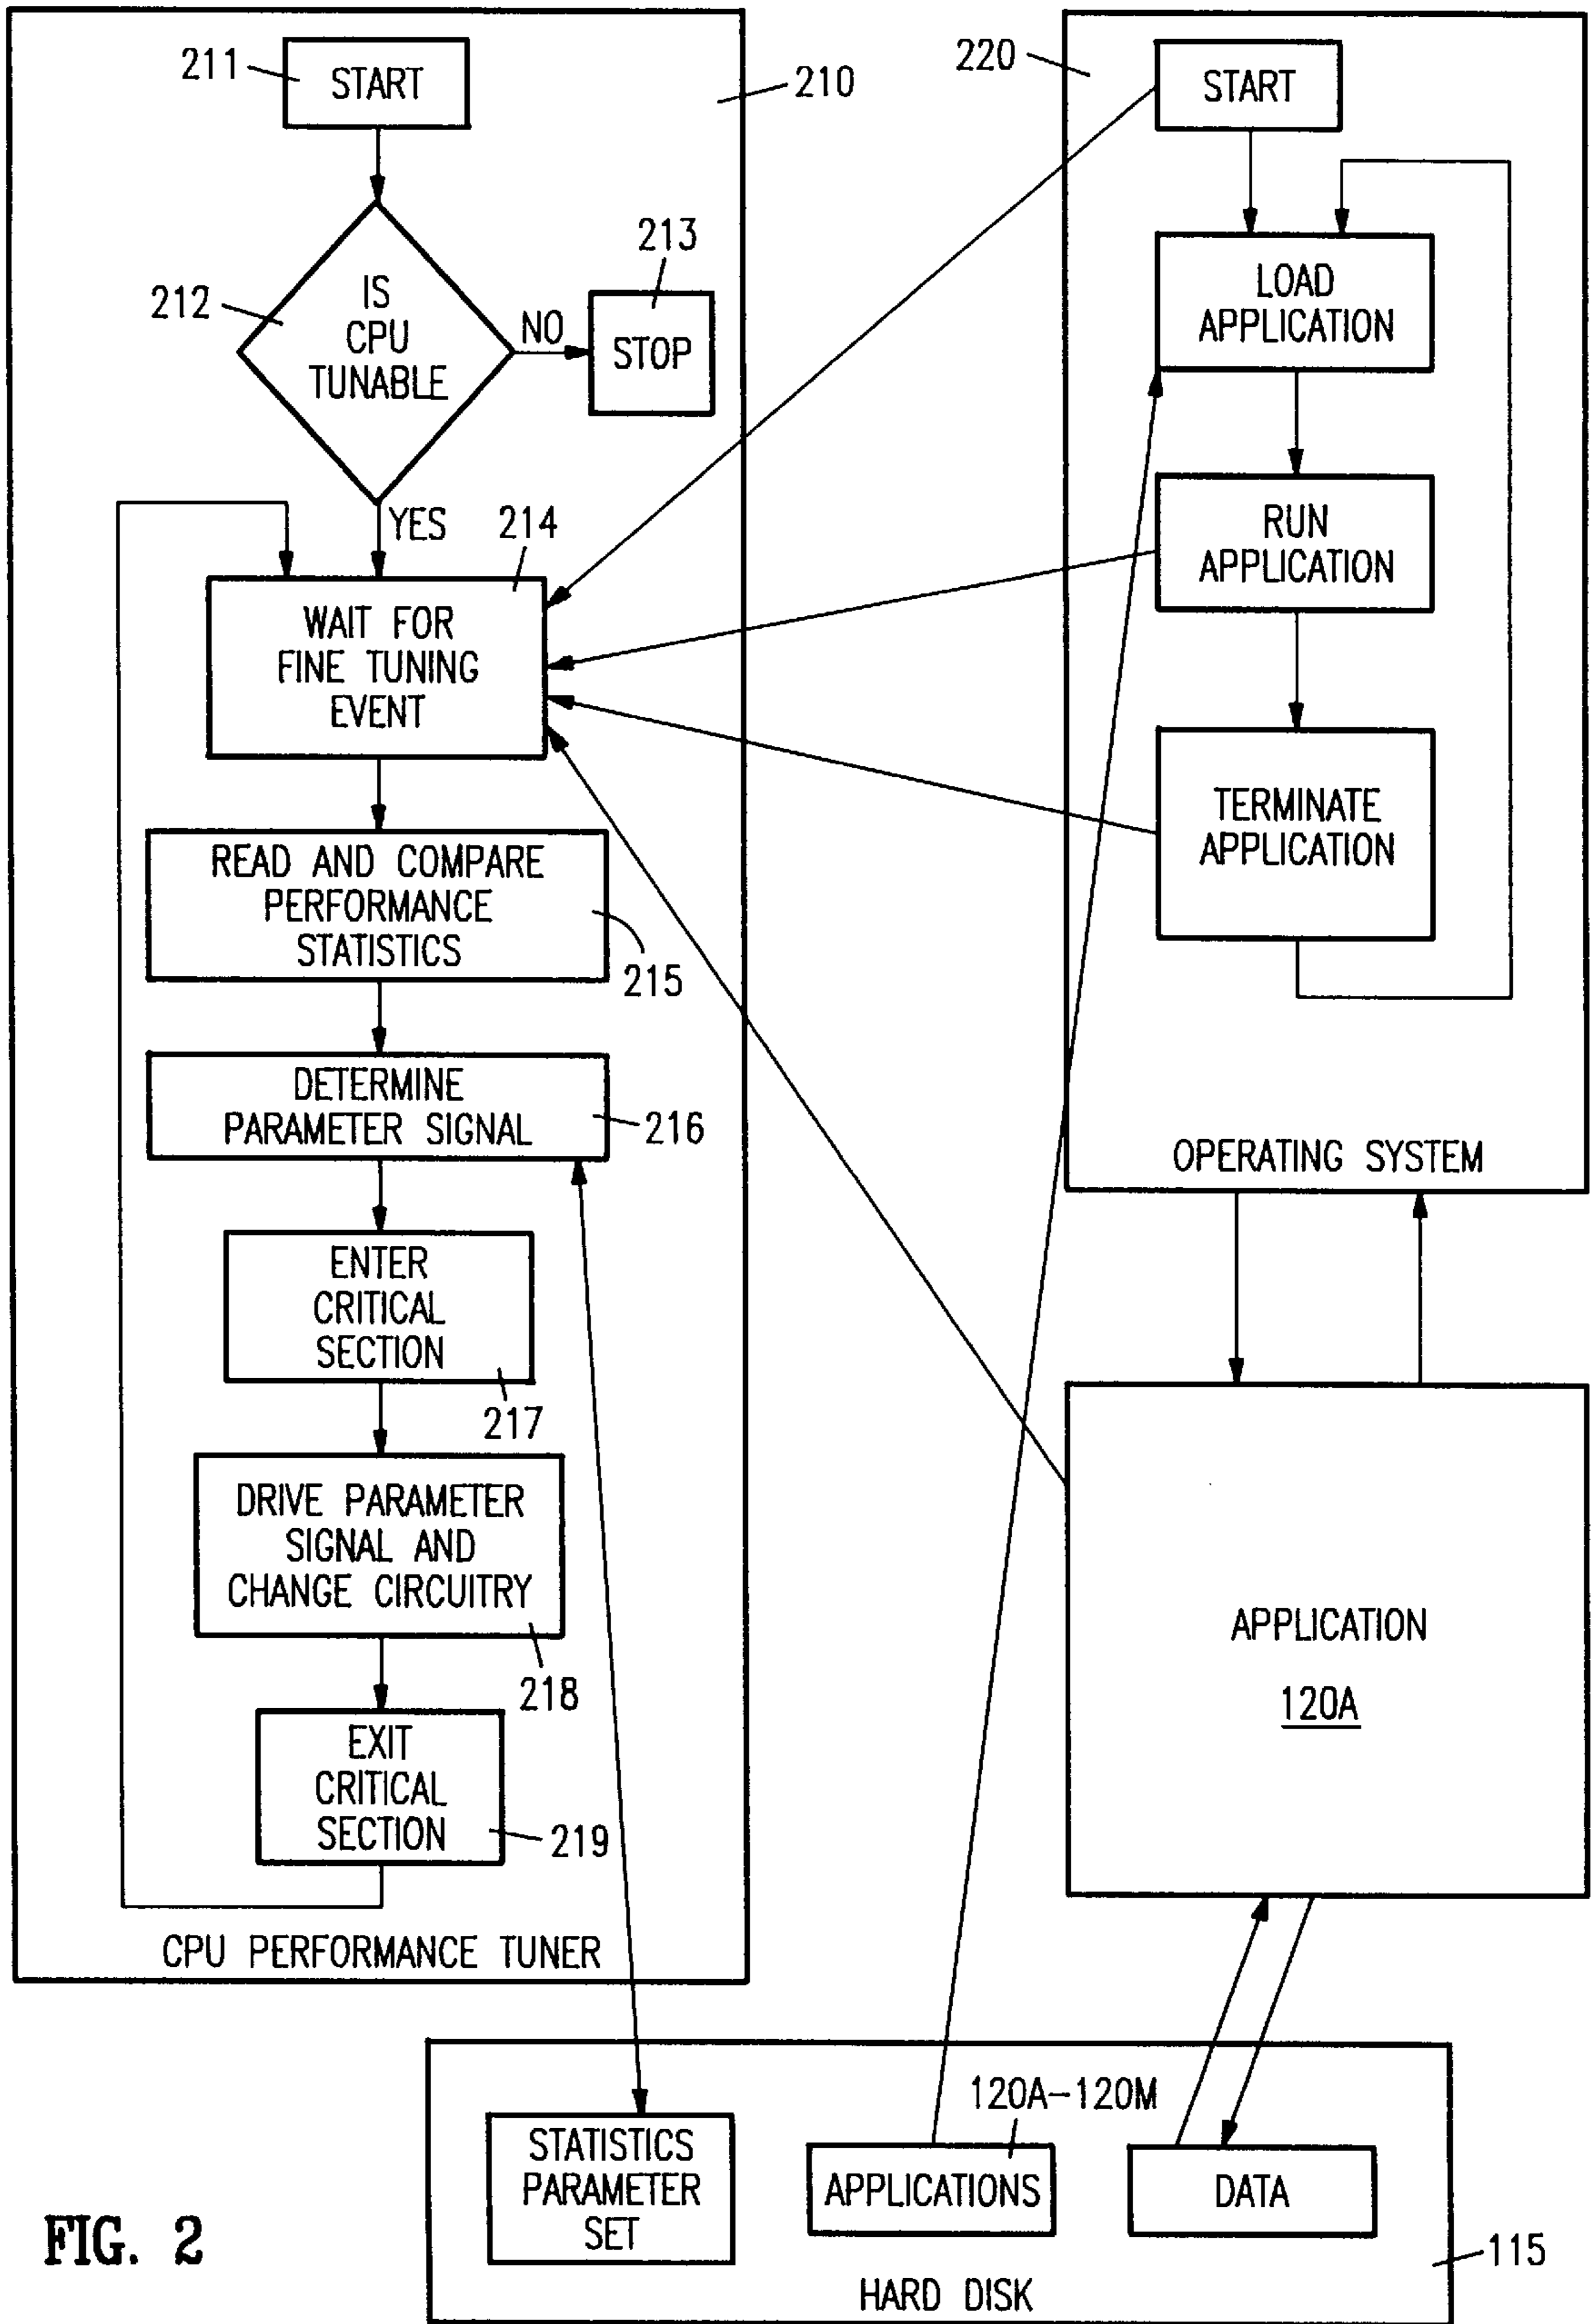 211
START
210
212
IS
CPU
TUNABLE
NO
213
STOP
YES
214
WAIT FOR
FINE TUNING
EVENT
READ AND COMPARE
PERFORMANCE
STATISTICS
215
DETERMINE
PARAMETER SIGNAL
216
ENTER
CRITICAL
SECTION
217
DRIVE PARAMETER
SIGNAL AND
CHANGE CIRCUITRY
218
EXIT
CRITICAL
SECTION
219
CPU PERFORMANCE TUNER
220
START
LOAD
APPLICATION
RUN
APPLICATION
TERMINATE
APPLICATION
OPERATING SYSTEM
APPLICATION
120A
STATISTICS
PARAMETER
SET
120A-120M
APPLICATIONS
DATA
115
HARD DISK
FIG. 2